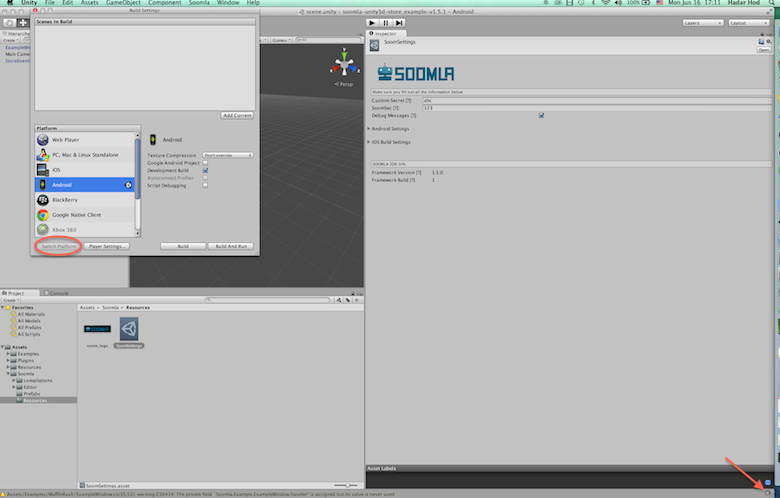 Unity File Edit Assets GameObject Component Soomla Window Help
100% Mon Jun 16 17:11 Hadar Hod
scene.unity - soomla-unity3d-store_example-v1.5.1 - Android
Build Settings
Scenes In Build
Add Current
Platform
Web Player
PC, Mac & Linux Standalone
iOS
Android
BlackBerry
Google Native Client
Xbox 360
Android
Texture Compression Don't override
Google Android Project
Development Build
Autoconnect Profiler
Script Debugging
Switch Platform Player Settings... Build Build And Run
Create
Main Camera
Gizmos
Persp
Layers Layout
Inspector
SoomSettings
Open
SOOMLA
Make sure you fill out all the information below
Custom Secret [?] abc
SoomSec [?] 123
Debug Messages [?]
Android Settings
iOS Build Settings
SOOMLA SDK Info
Framework Version [?] 1.5.0
Framework Build [?] 1
Asset Labels
Project Console
Create
Favorites
All Materials
All Models
All Prefabs
All Scripts
Assets
Examples
Plugins
Resources
Soomla
compilations
Editor
Prefabs
Resources
Assets Soomla Resources
SOOMLA
soom_logo
SoomSettings
SoomSettings.asset
Assets/Examples/MuffinRush/ExampleWindow.cs(35,52): warning CS0414: The private field `Soomla.Example.ExampleWindow.handler' is assigned but its value is never used